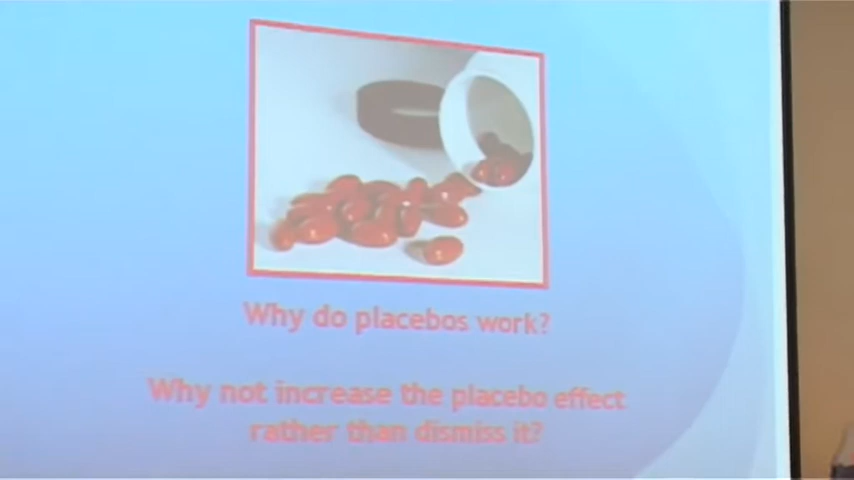 Why do placebos work?
Why not increase the placebo effect
rather than dismiss it?